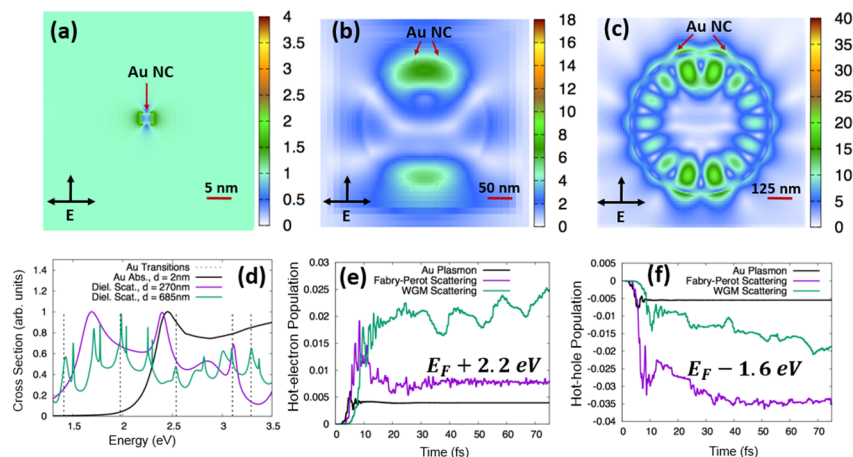 (a)
Au NC
E
5 nm
4
3.5
3
2.5
2
1.5
1
0.5
0
(b)
Au NC
E
50 nm
18
16
14
12
10
8
6
4
2
0
(c)
Au NC
E
125 nm
40
35
30
25
20
15
10
5
0
(d)
Au Transitions
Au Abs., d = 2nm
Diel. Scat., d = 270nm
Diel. Scat., d = 685nm
Cross Section (arb. units)
1.4
1.2
1
0.8
0.6
0.4
0.2
0
1.5 2 2.5 3 3.5
Energy (eV)
(e)
Au Plasmon
Fabry-Perot Scattering
WGM Scattering
Hot-electron Population
0.03
0.025
0.02
0.015
0.01
0.005
0
E_F + 2.2 eV
0 10 20 30 40 50 60 70
Time (fs)
(f)
Au Plasmon
Fabry-Perot Scattering
WGM Scattering
Hot-hole Population
0
-0.005
-0.01
-0.015
-0.02
-0.025
-0.03
-0.035
E_F − 1.6 eV
0 10 20 30 40 50 60 70
Time (fs)